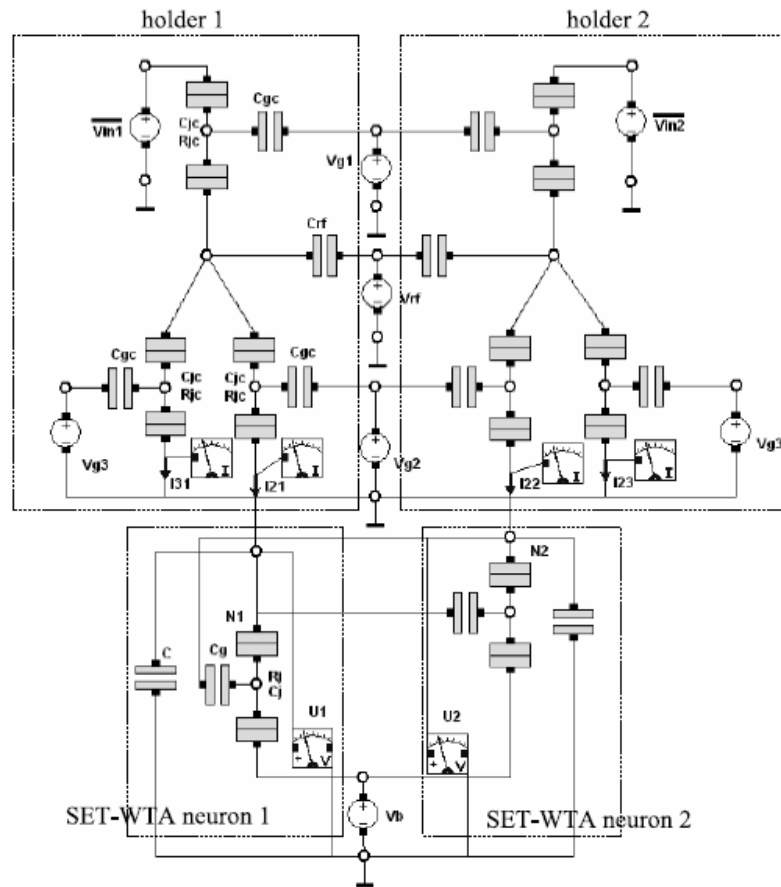 holder 1
holder 2
Vin1
Cjc
Rjc
Cgc
Vg1
Vin2
Crf
Vrf
Cgc
Cjc
Rjc
Cjc
Rjc
Cgc
Vg3
Vg2
Vg3
I
I
I
I
I31
I21
I22
I23
N1
N2
C
Cg
Rj
Cj
U1
U2
V
V
Vb
SET-WTA neuron 1
SET-WTA neuron 2